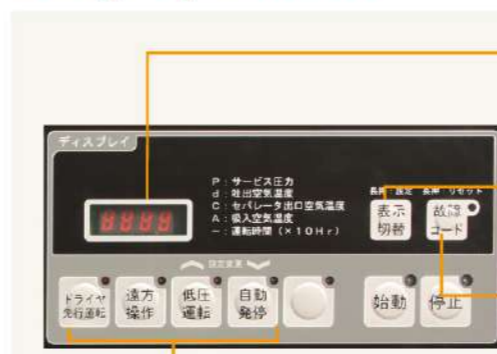 ディスプレイ
P：サービス圧力
d：吐出空気温度
C：セパレータ出口空気温度
A：吸入空気温度
－：運転時間（×10Hr）
8888
長押：設定
長押：リセット
表示
切替
故障
コード
設定変更
ドライヤ
先行運転
遠方
操作
低圧
運転
自動
発停
始動
停止